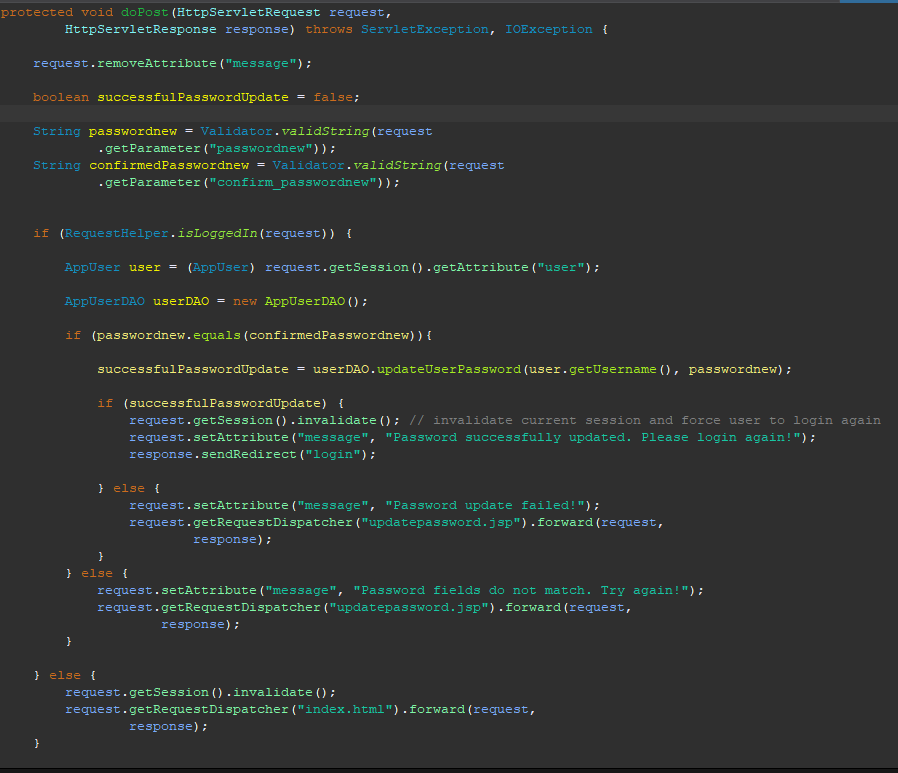 protected void doPost(HttpServletRequest request,
        HttpServletResponse response) throws ServletException, IOException {
    request.removeAttribute("message");
    boolean successfulPasswordUpdate = false;
    String passwordnew = Validator.validString(request
            .getParameter("passwordnew"));
    String confirmedPasswordnew = Validator.validString(request
            .getParameter("confirm_passwordnew"));
    if (RequestHelper.isLoggedIn(request)) {
        AppUser user = (AppUser) request.getSession().getAttribute("user");
        AppUserDAO userDAO = new AppUserDAO();
        if (passwordnew.equals(confirmedPasswordnew)){
            successfulPasswordUpdate = userDAO.updateUserPassword(user.getUsername(), passwordnew);
            if (successfulPasswordUpdate) {
                request.getSession().invalidate(); // invalidate current session and force user to login again
                request.setAttribute("message", "Password successfully updated. Please login again!");
                response.sendRedirect("login");
            } else {
                request.setAttribute("message", "Password update failed!");
                request.getRequestDispatcher("updatepassword.jsp").forward(request,
                        response);
            }
        } else {
            request.setAttribute("message", "Password fields do not match. Try again!");
            request.getRequestDispatcher("updatepassword.jsp").forward(request,
                    response);
        }
    } else {
        request.getSession().invalidate();
        request.getRequestDispatcher("index.html").forward(request,
                response);
    }